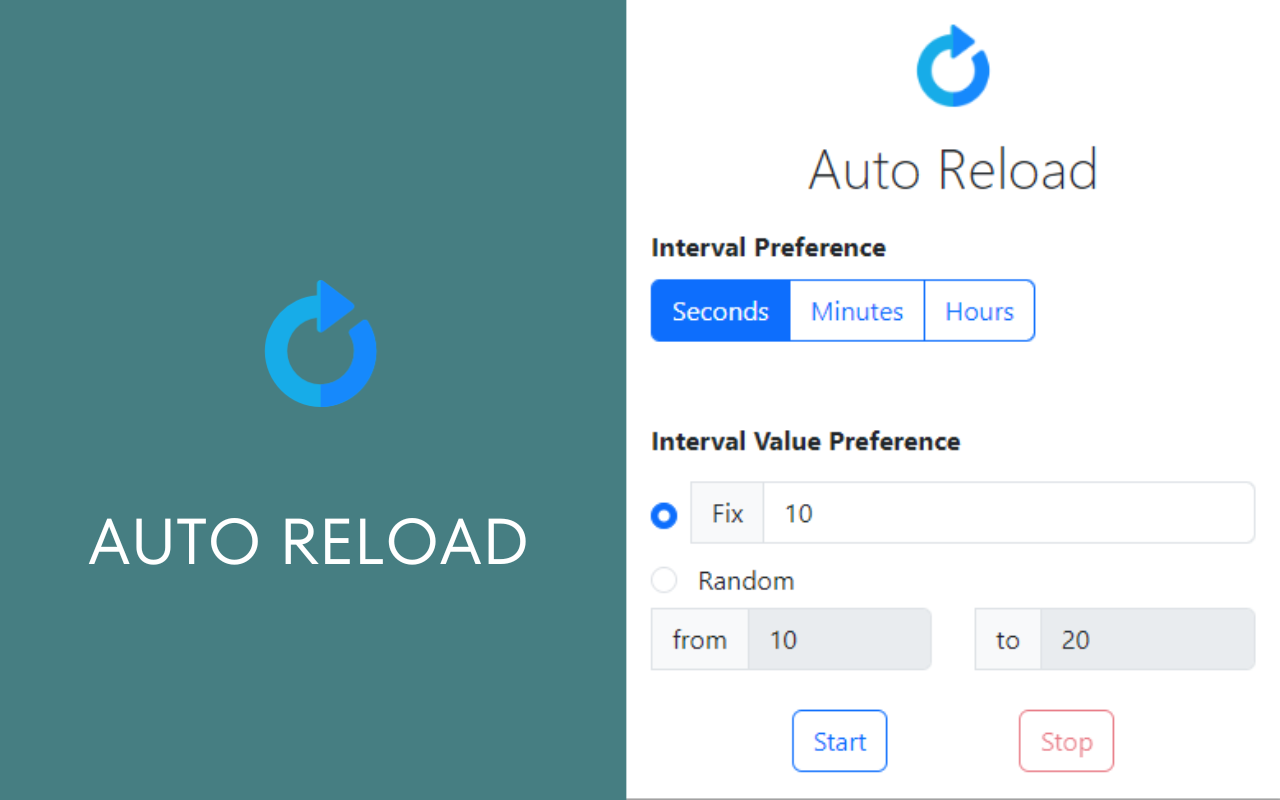 AUTO RELOAD
Auto Reload
Interval Preference
Seconds Minutes Hours
Interval Value Preference
Fix 10
Random
from 10 to 20
Start Stop